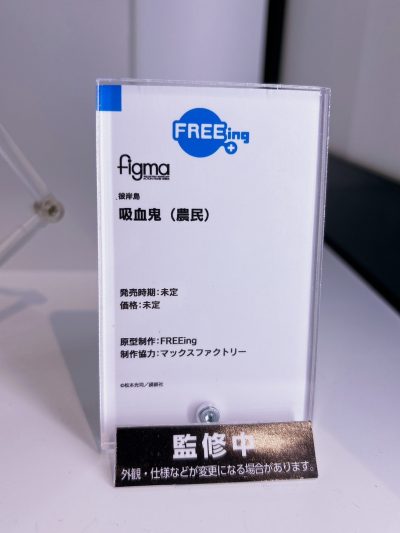 FREEing
figma
彼岸島
吸血鬼（農民）
発売時期：未定
価格：未定
原型制作：FREEing
制作協力：マックスファクトリー
©松本光司／講談社
監修中
外観・仕様などが変更になる場合があります。